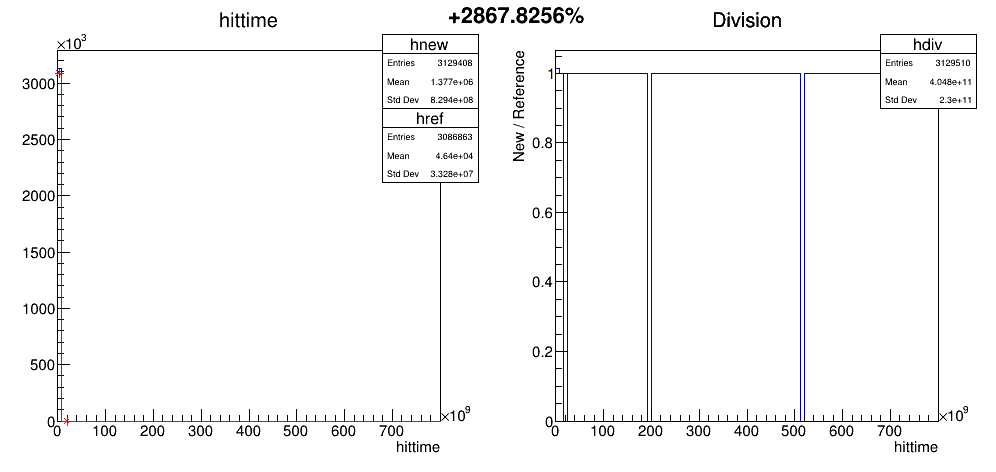 +2867.8256%
hittime
×10³
hnew
Entries 3129408
Mean 1.377e+06
Std Dev 8.294e+08
href
Entries 3086863
Mean 4.64e+04
Std Dev 3.328e+07
3000
2500
2000
1500
1000
500
0
0 100 200 300 400 500 600 700
×10⁹
hittime
Division
hdiv
Entries 3129510
Mean 4.048e+11
Std Dev 2.3e+11
New / Reference
1
0.8
0.6
0.4
0.2
0
0 100 200 300 400 500 600 700
×10⁹
hittime